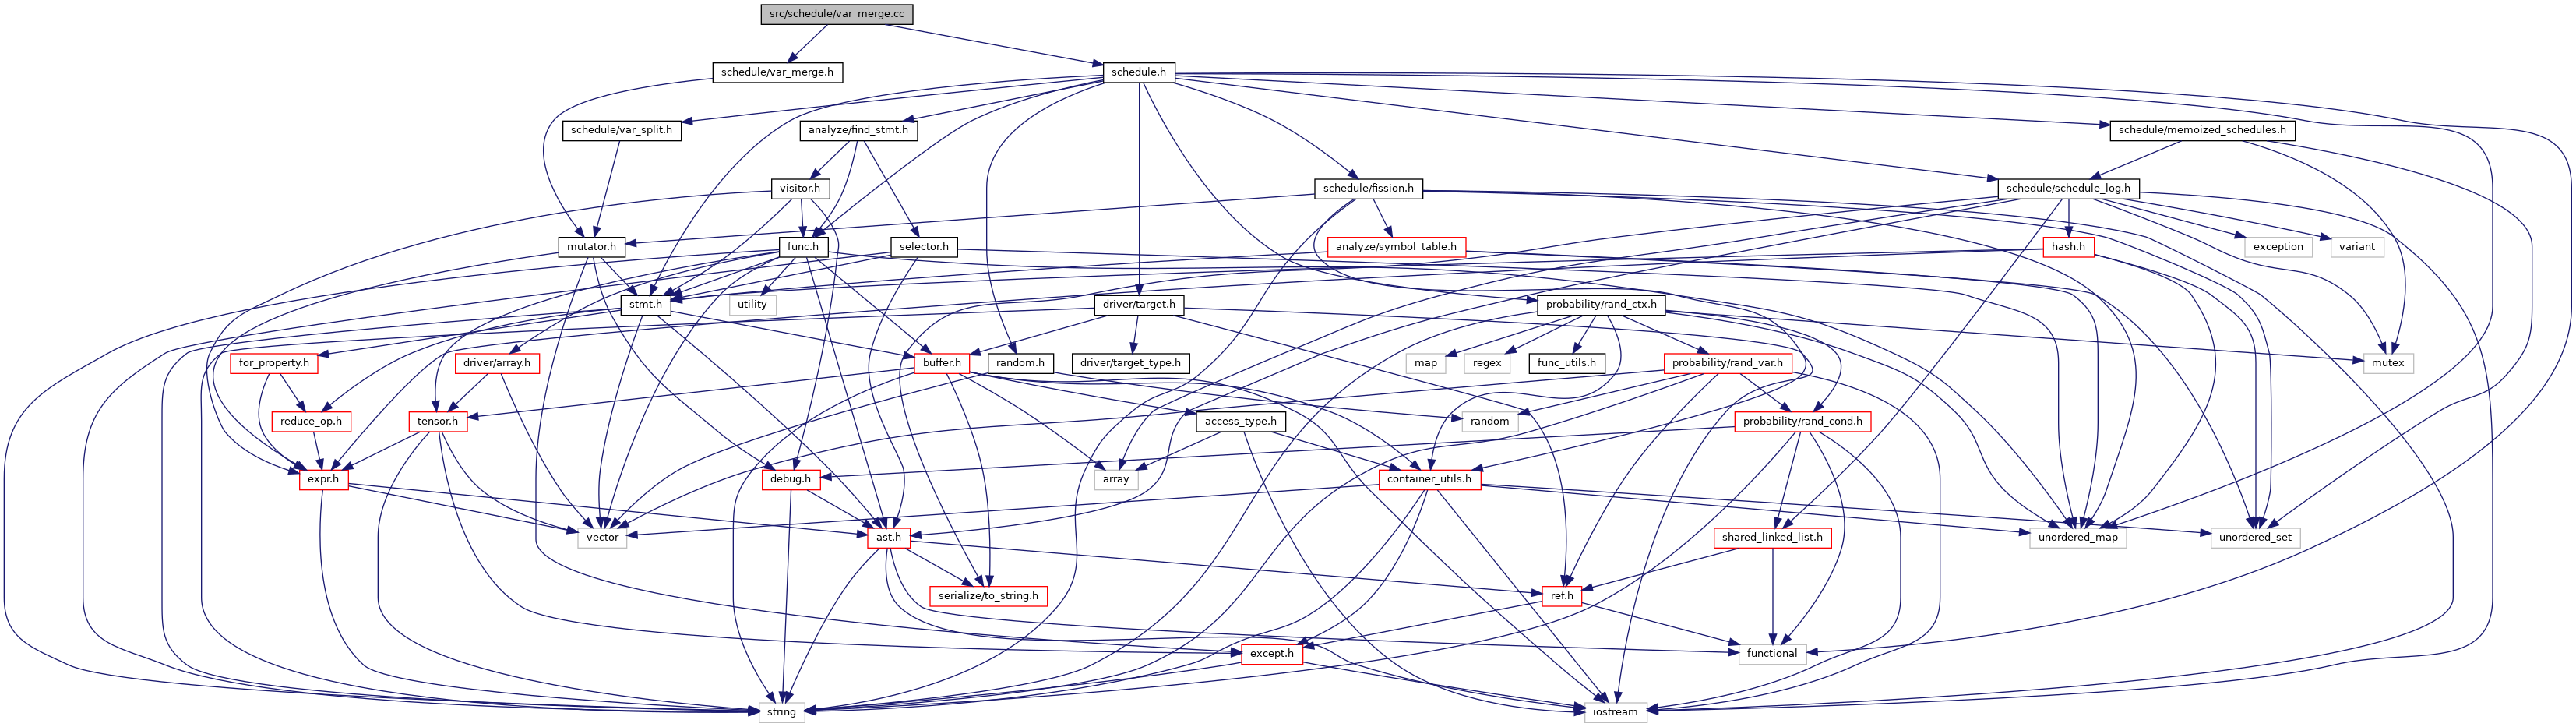 src/schedule/var_merge.cc
schedule/var_merge.h
schedule.h
schedule/var_split.h
analyze/find_stmt.h
schedule/memoized_schedules.h
visitor.h
schedule/fission.h
schedule/schedule_log.h
mutator.h
func.h
selector.h
analyze/symbol_table.h
hash.h
exception
variant
stmt.h
utility
driver/target.h
probability/rand_ctx.h
for_property.h
driver/array.h
buffer.h
random.h
driver/target_type.h
map
regex
func_utils.h
probability/rand_var.h
mutex
reduce_op.h
tensor.h
access_type.h
random
probability/rand_cond.h
expr.h
debug.h
array
container_utils.h
vector
ast.h
shared_linked_list.h
unordered_map
unordered_set
serialize/to_string.h
ref.h
except.h
functional
string
iostream